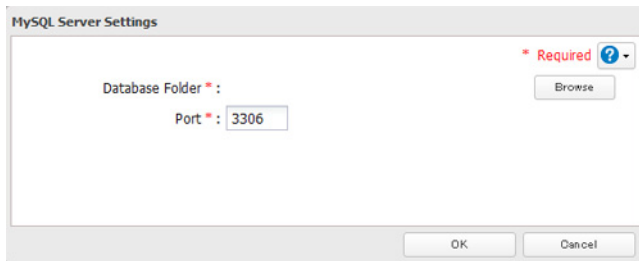 MySQL Server Settings
* Required ?
Database Folder * : Browse
Port * : 3306
OK Cancel